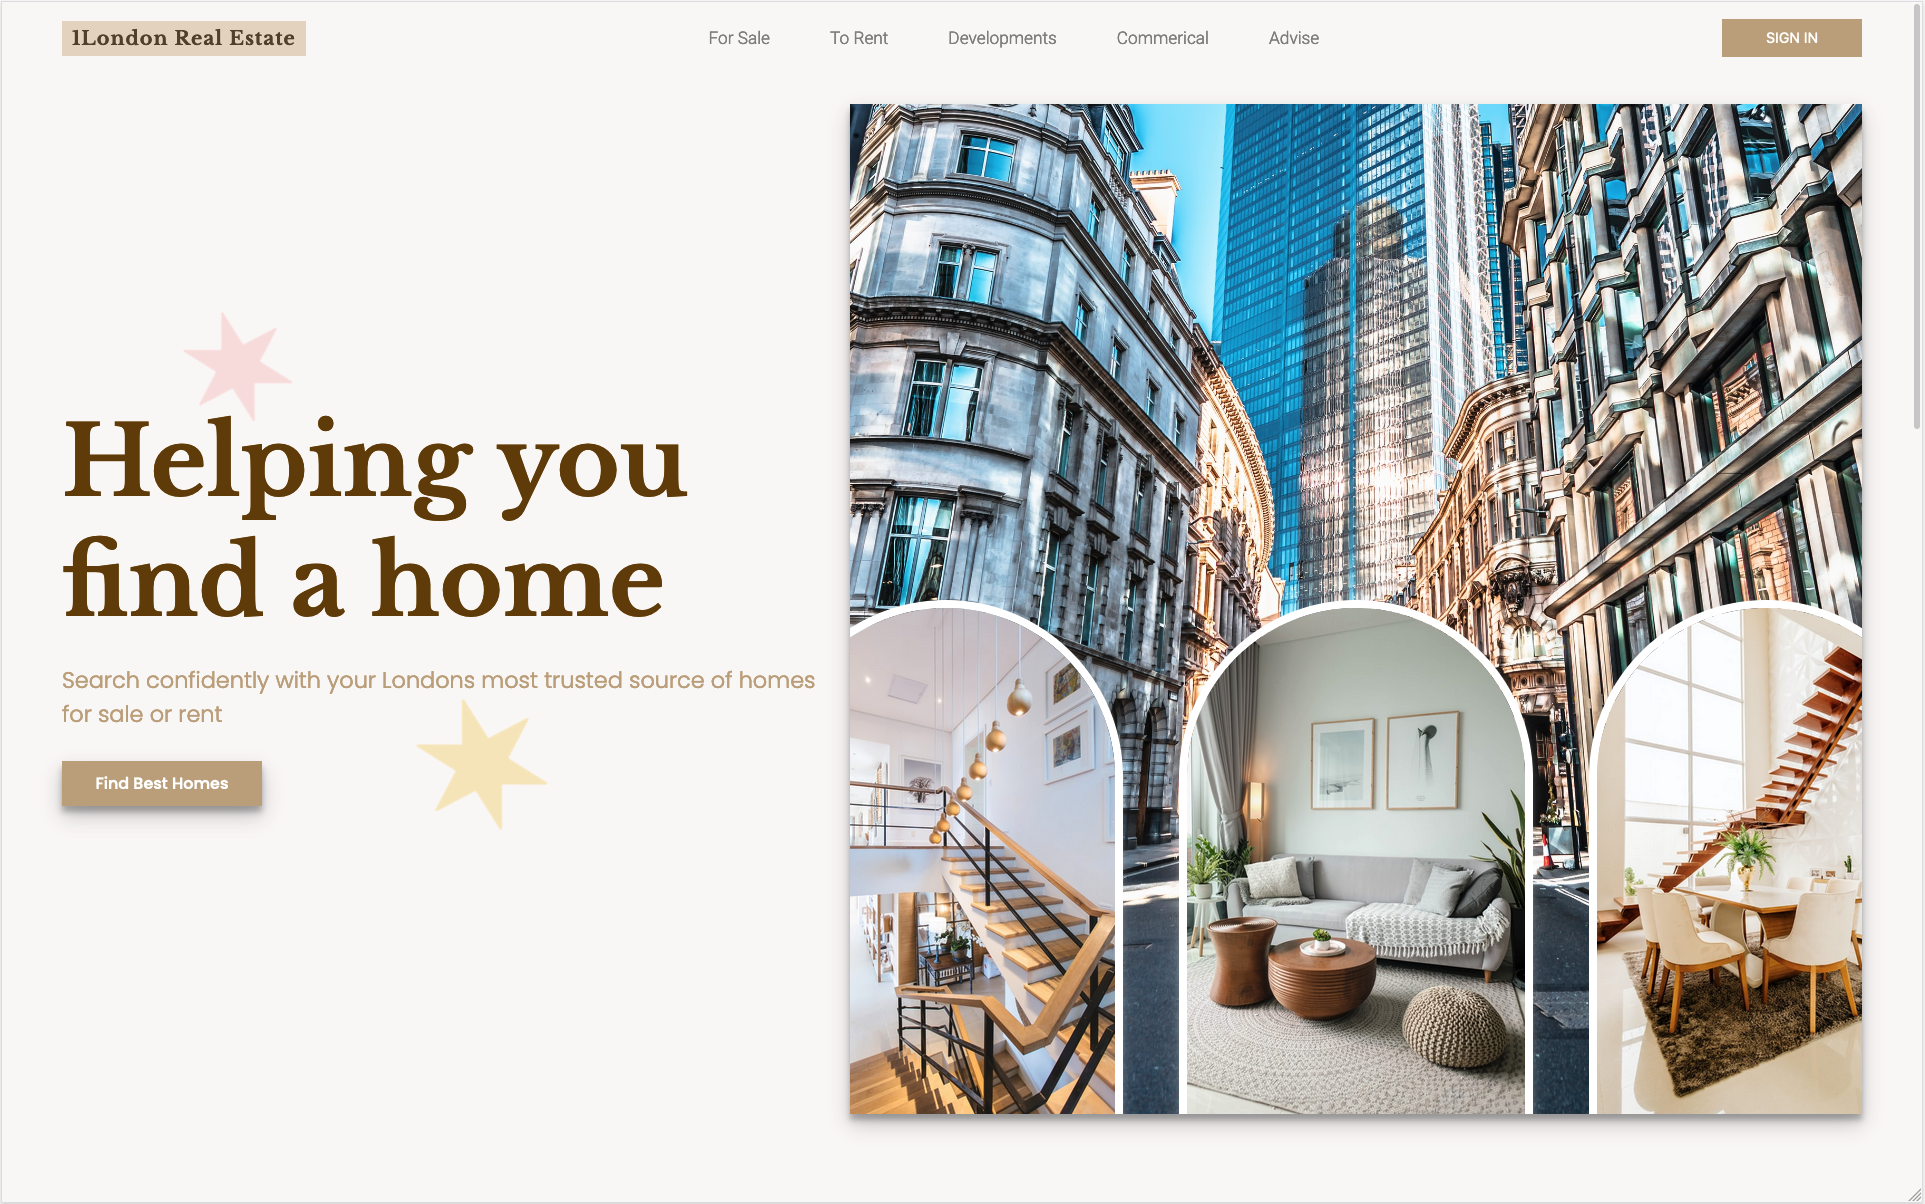 1London Real Estate
For Sale
To Rent
Developments
Commerical
Advise
SIGN IN
Helping you
find a home
Search confidently with your Londons most trusted source of homes
for sale or rent
Find Best Homes